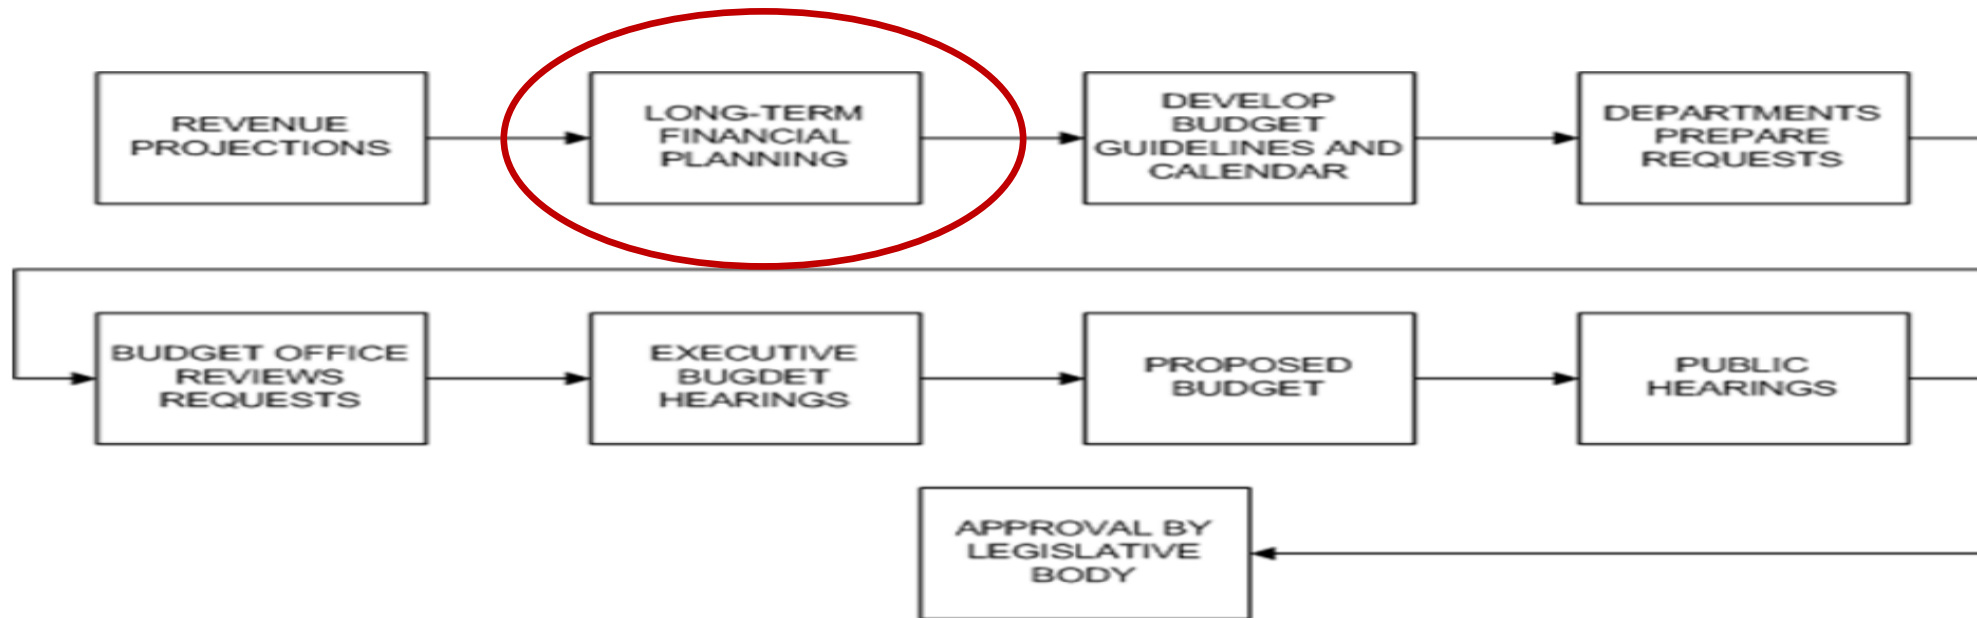 REVENUE
PROJECTIONS
LONG-TERM
FINANCIAL
PLANNING
DEVELOP
BUDGET
GUIDELINES AND
CALENDAR
DEPARTMENTS
PREPARE
REQUESTS
BUDGET OFFICE
REVIEWS
REQUESTS
EXECUTIVE
BUGDET
HEARINGS
PROPOSED
BUDGET
PUBLIC
HEARINGS
APPROVAL BY
LEGISLATIVE
BODY